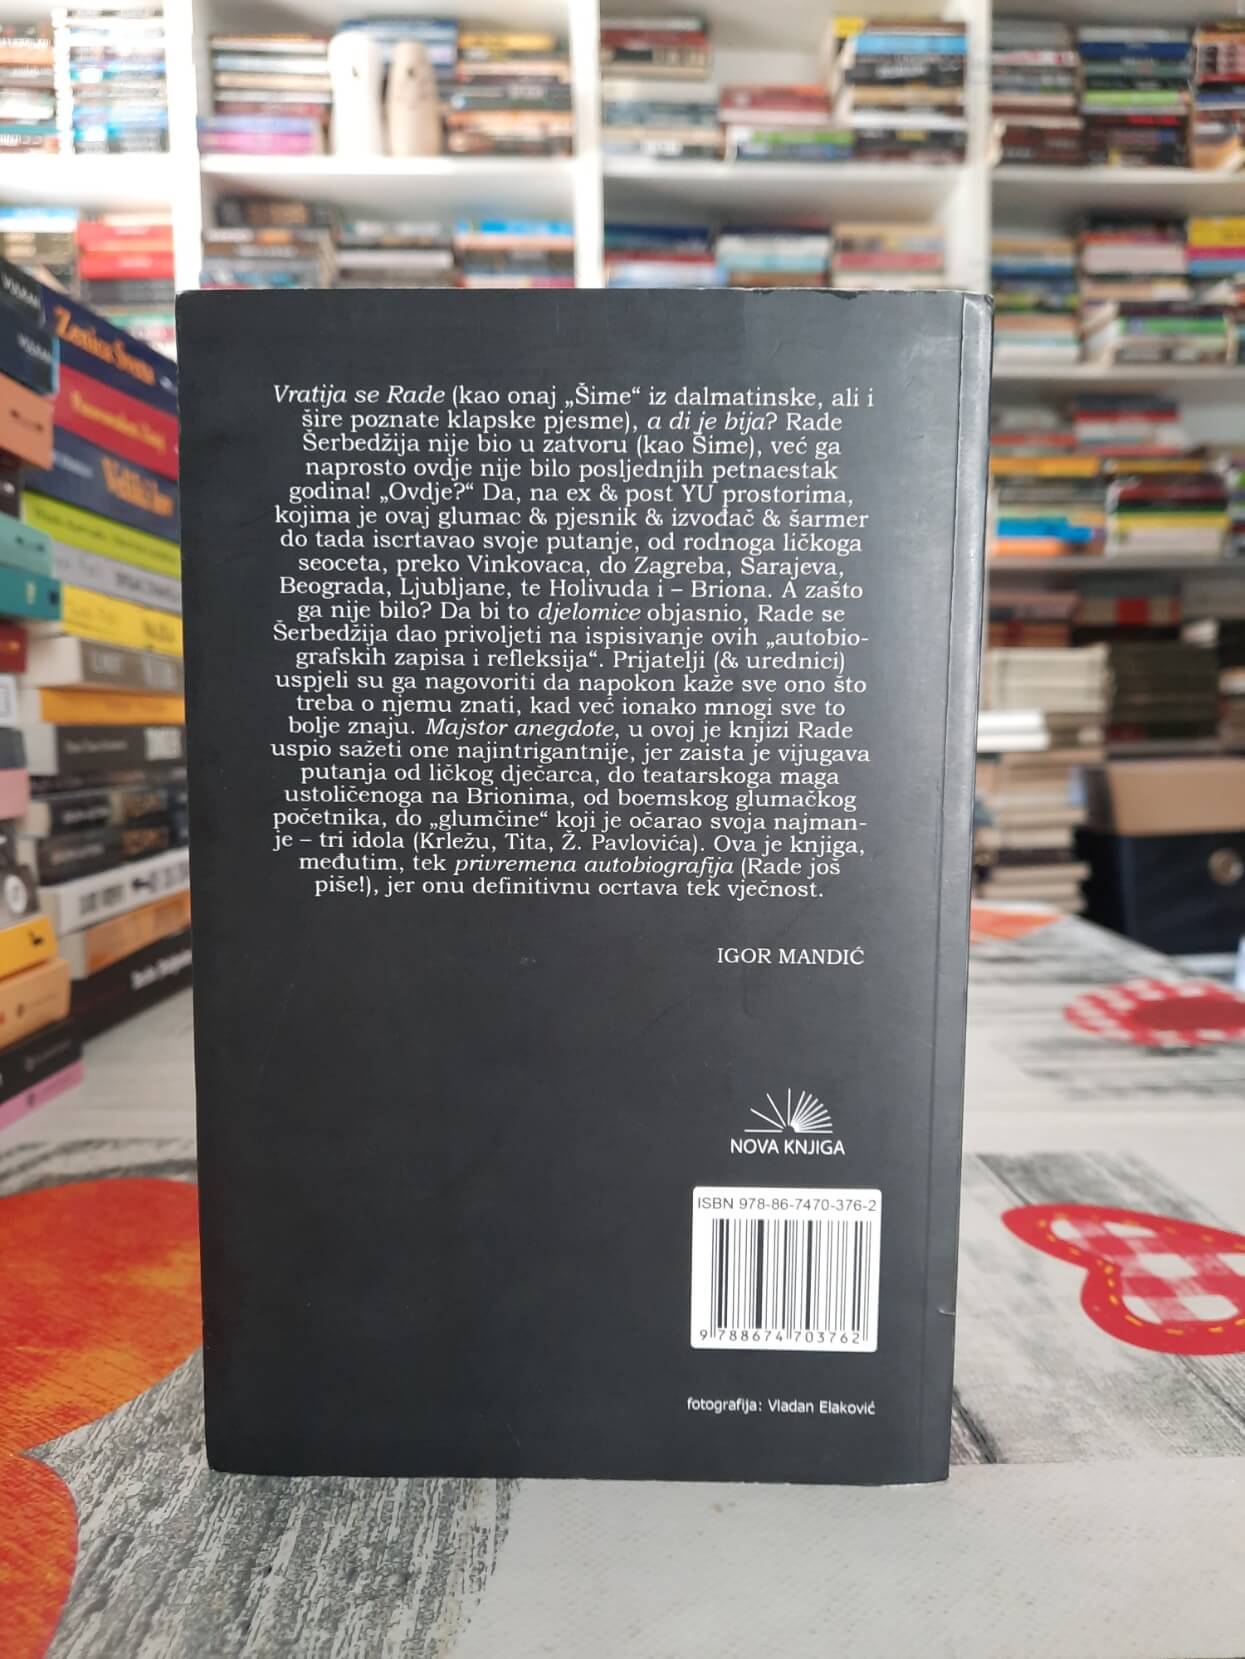 Vratija se Rade (kao onaj „Šime“ iz dalmatinske, ali i
šire poznate klapske pjesme), a di je bija? Rade
Šerbedžija nije bio u zatvoru (kao Šime), već ga
naprosto ovdje nije bilo posljednjih petnaestak
godina! „Ovdje?“ Da, na ex & post YU prostorima,
kojima je ovaj glumac & pjesnik & izvođač & šarmer
do tada iscrtavao svoje putanje, od rodnoga ličkoga
seoceta, preko Vinkovaca, do Zagreba, Sarajeva,
Beograda, Ljubljane, te Holivuda i – Briona. A zašto
ga nije bilo? Da bi to djelomice objasnio, Rade se
Šerbedžija dao privoljeti na ispisivanje ovih „autobio-
grafskih zapisa i refleksija“. Prijatelji (& urednici)
uspjeli su ga nagovoriti da napokon kaže sve ono što
treba o njemu znati, kad već ionako mnogi sve to
bolje znaju. Majstor anegdote, u ovoj je knjizi Rade
uspio sažeti one najintrigantnije, jer zaista je vijugava
putanja od ličkog dječarca, do teatarskoga maga
ustoličenoga na Brionima, od boemskog glumačkog
početnika, do „glumčine“ koji je očarao svoja najman-
je – tri idola (Krležu, Tita, Ž. Pavlovića). Ova je knjiga,
međutim, tek privremena autobiografija (Rade još
piše!), jer onu definitivnu ocrtava tek vječnost.
IGOR MANDIĆ
NOVA KNJIGA
ISBN 978-86-7470-376-2
9 788674 703762
fotografija: Vladan Elaković